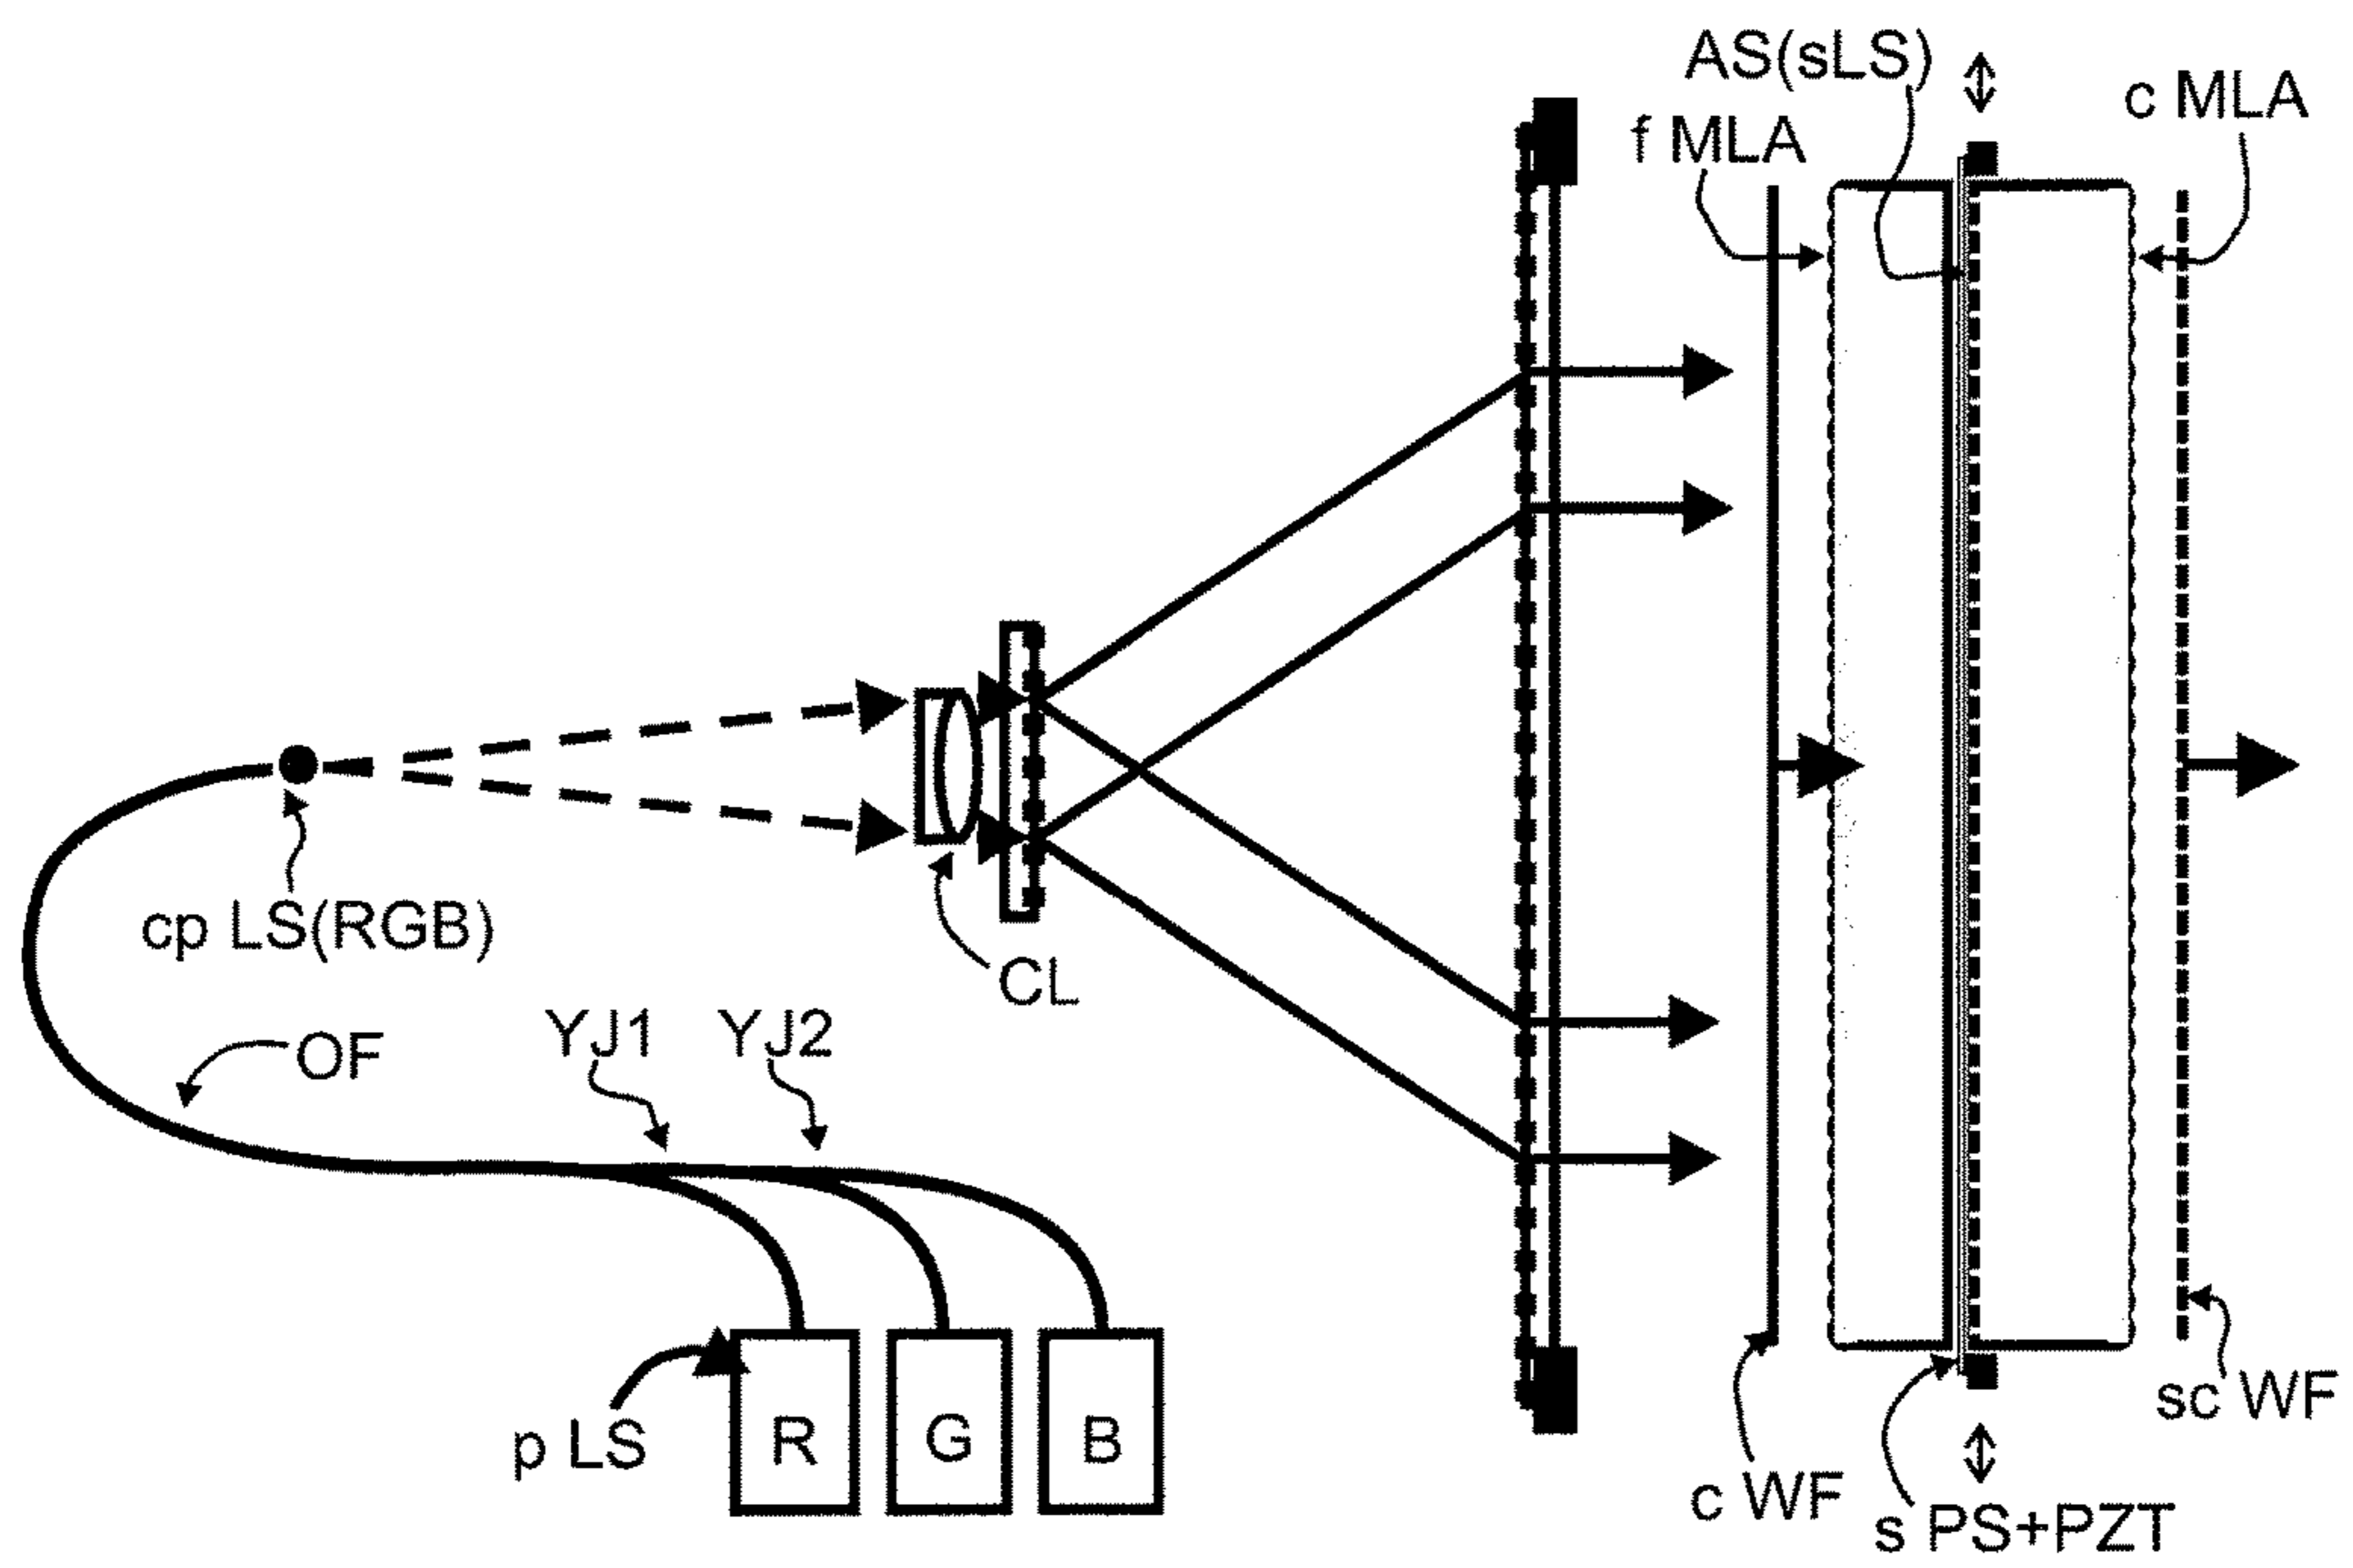 AS(sLS)
c MLA
f MLA
cp LS(RGB)
CL
OF
YJ1
YJ2
sc WF
p LS
R
G
B
c WF
s PS+PZT